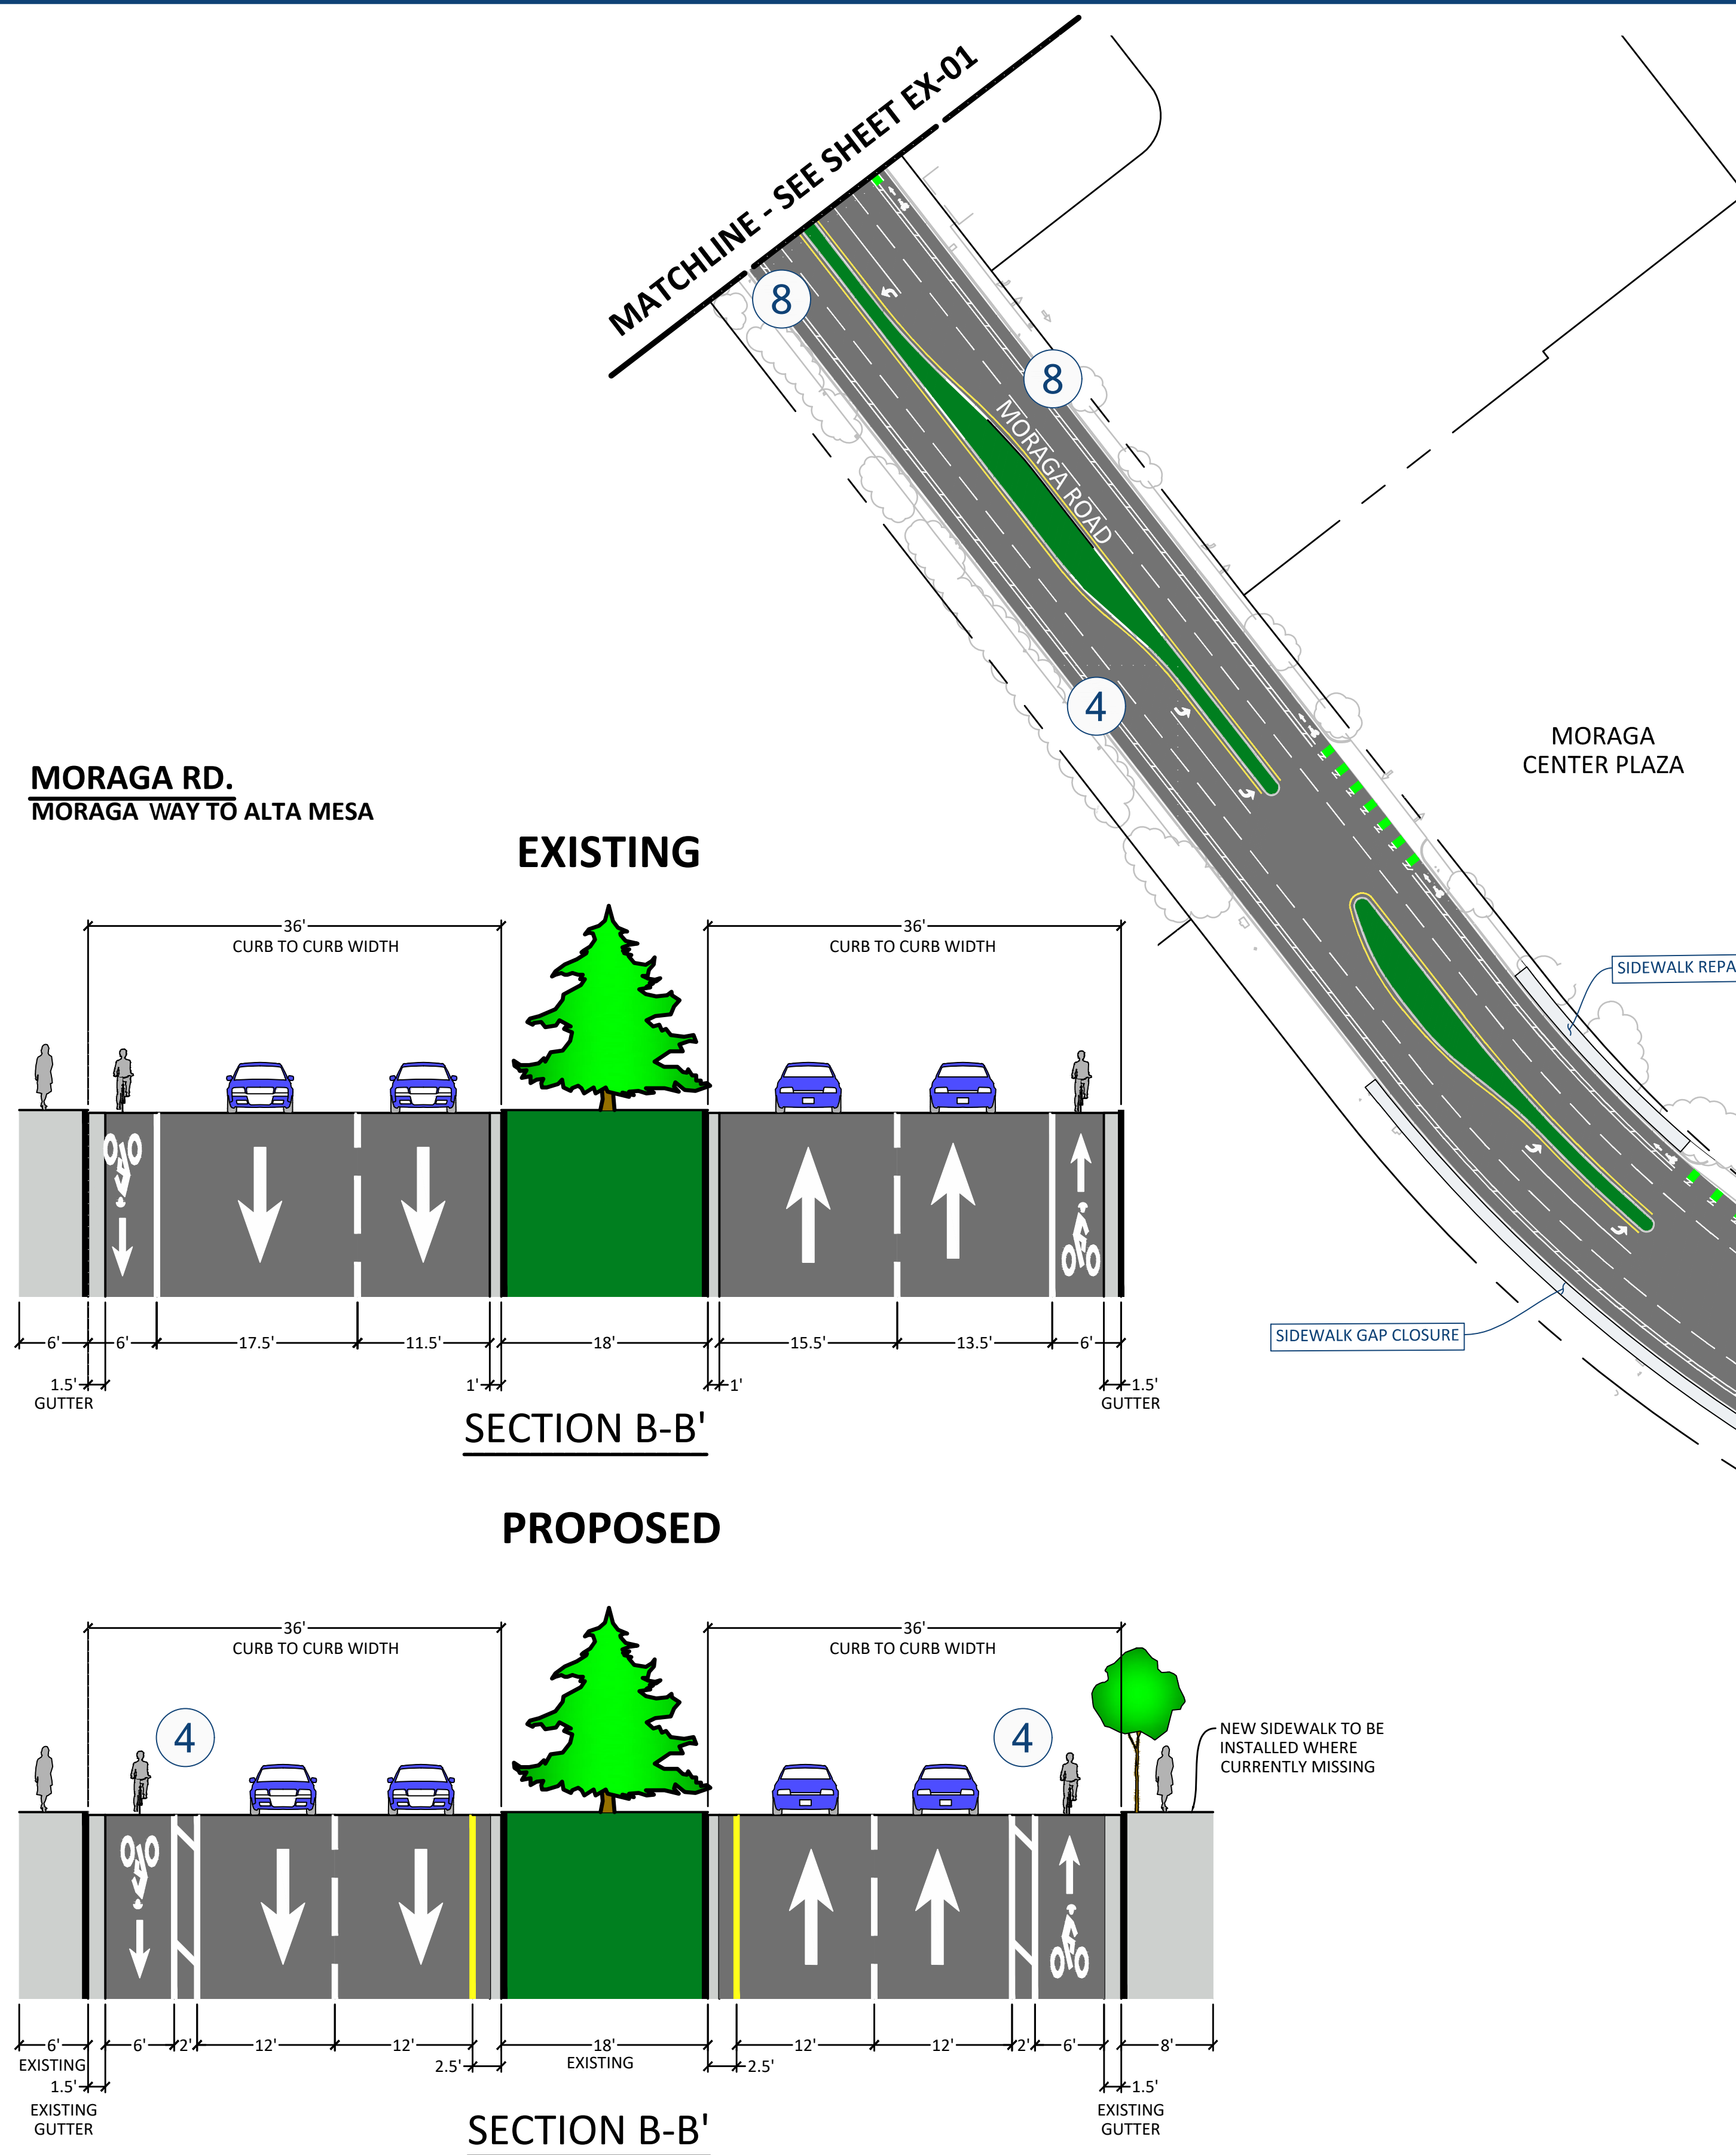 MATCHLINE - SEE SHEET EX-01
8
8
MORAGA ROAD
4
MORAGA
CENTER PLAZA
SIDEWALK REPA
SIDEWALK GAP CLOSURE
MORAGA RD.
MORAGA WAY TO ALTA MESA
EXISTING
36'
CURB TO CURB WIDTH
36'
CURB TO CURB WIDTH
6'
6'
17.5'
11.5'
18'
15.5'
13.5'
6'
1.5'
GUTTER
1'
1'
1.5'
GUTTER
SECTION B-B'
PROPOSED
36'
CURB TO CURB WIDTH
36'
CURB TO CURB WIDTH
4
4
NEW SIDEWALK TO BE
INSTALLED WHERE
CURRENTLY MISSING
6'
EXISTING
6'
2'
12'
12'
2.5'
18'
EXISTING
2.5'
12'
12'
2'
6'
8'
1.5'
EXISTING
GUTTER
1.5'
EXISTING
GUTTER
SECTION B-B'